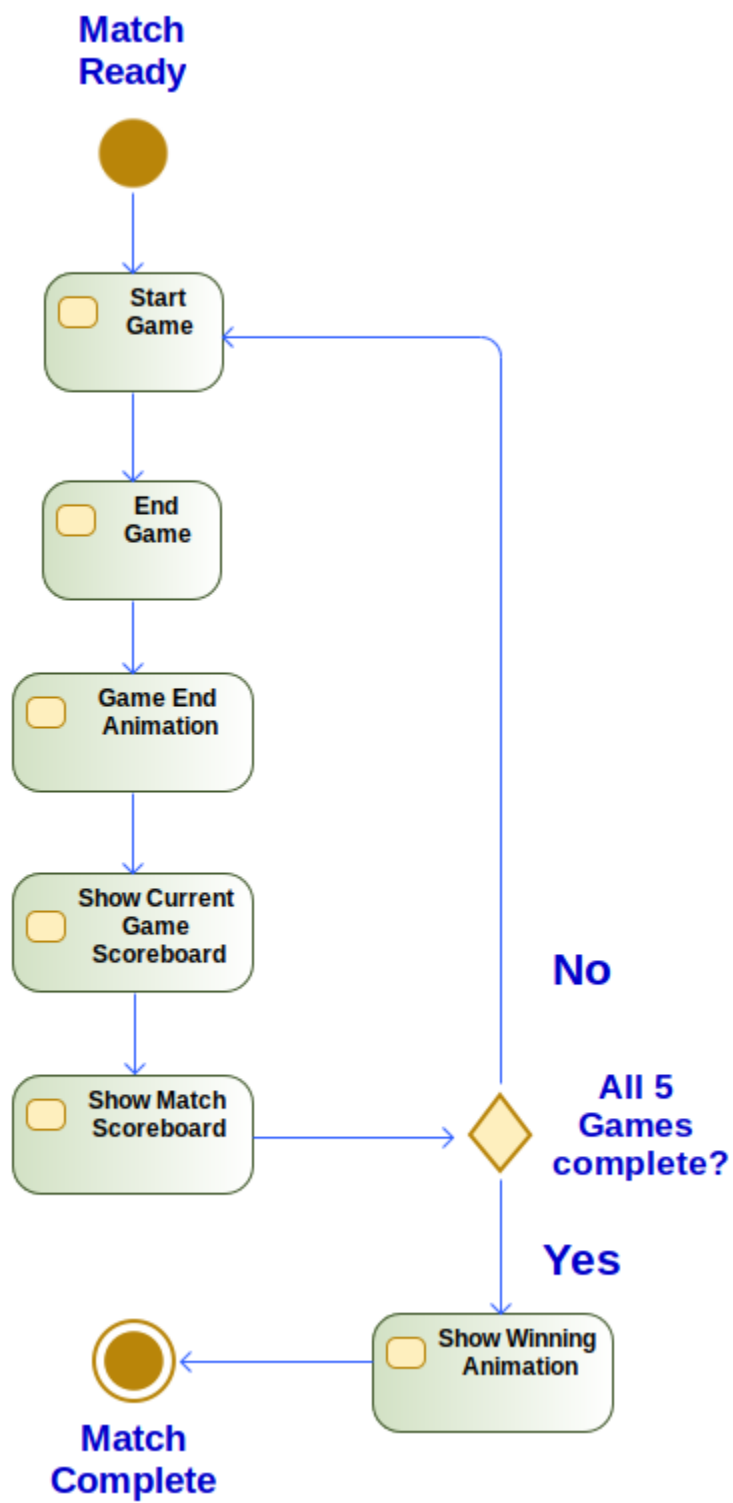 Match
Ready
Start
Game
End
Game
Game End
Animation
Show Current
Game
Scoreboard
No
Show Match
Scoreboard
All 5
Games
complete?
Yes
Show Winning
Animation
Match
Complete